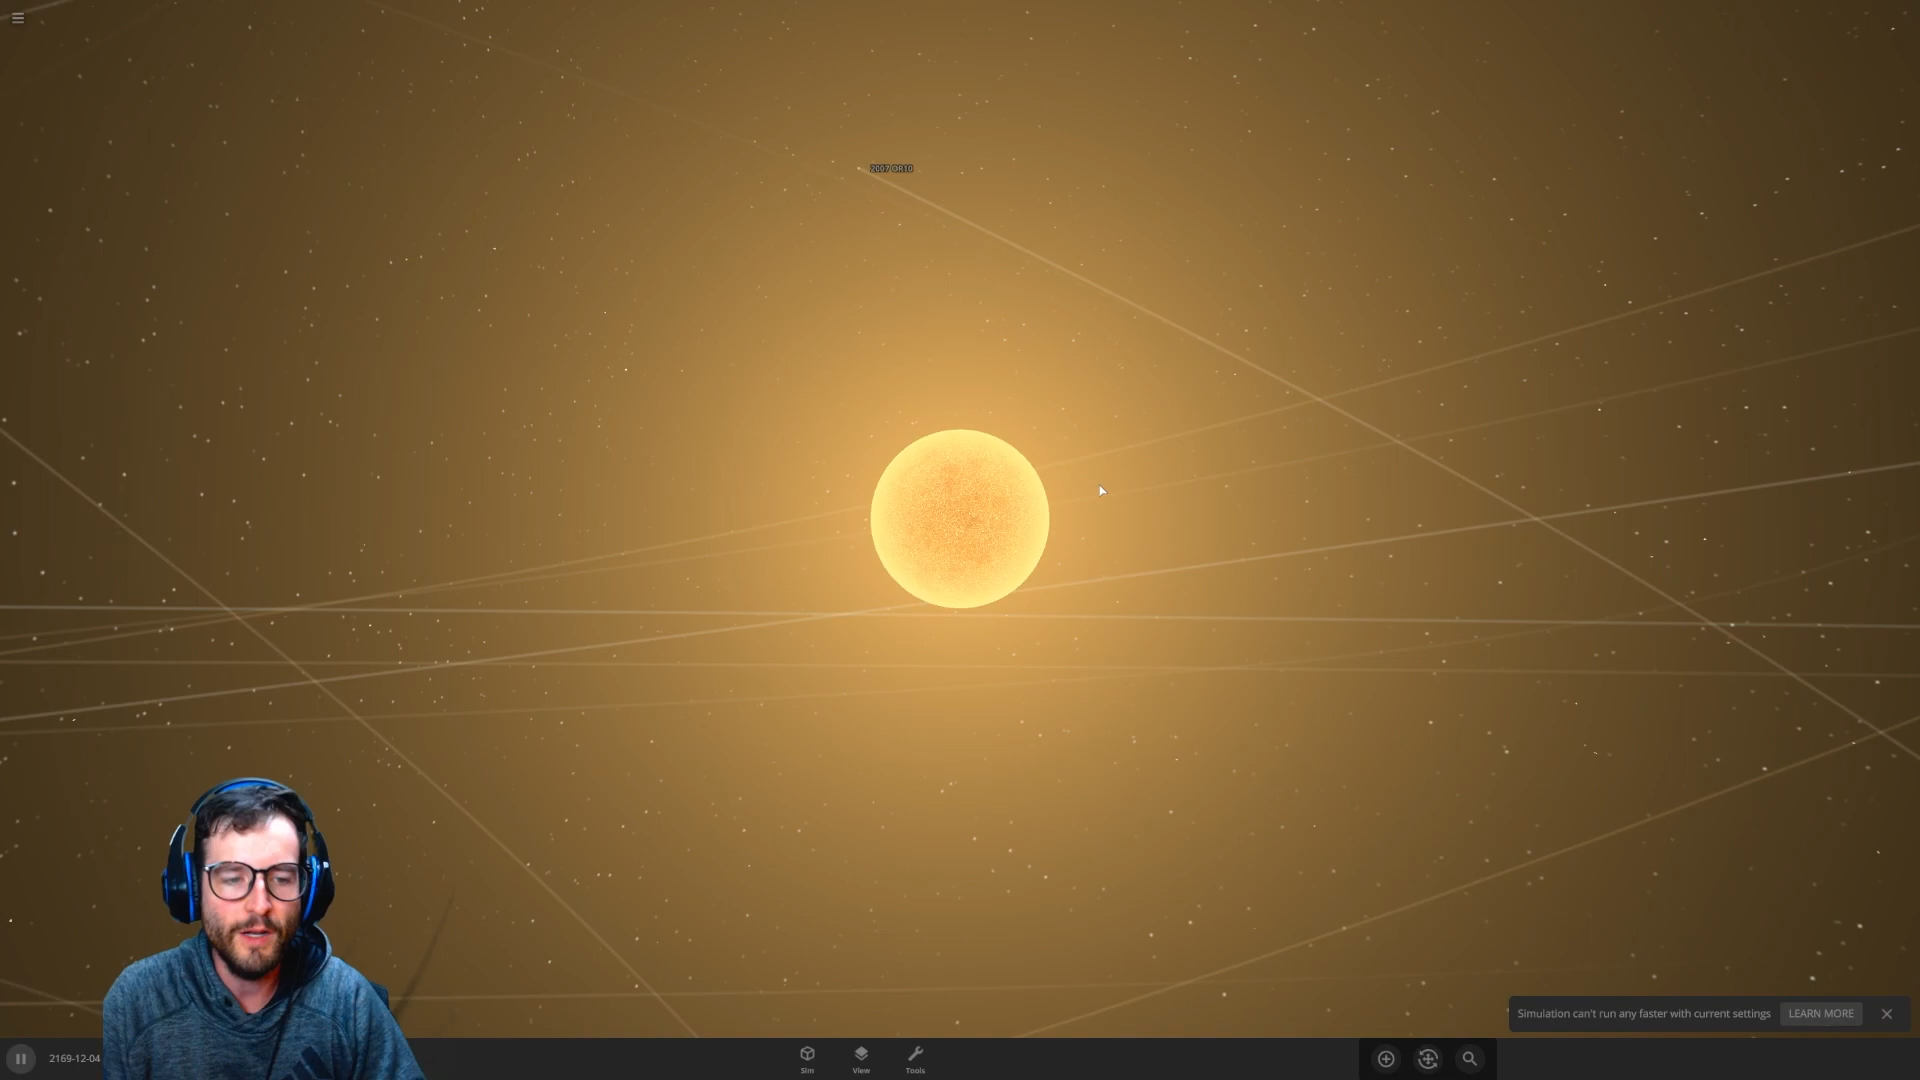 2007 OR10
Simulation can't run any faster with current settings
LEARN MORE
2169-12-04
Sim
View
Tools